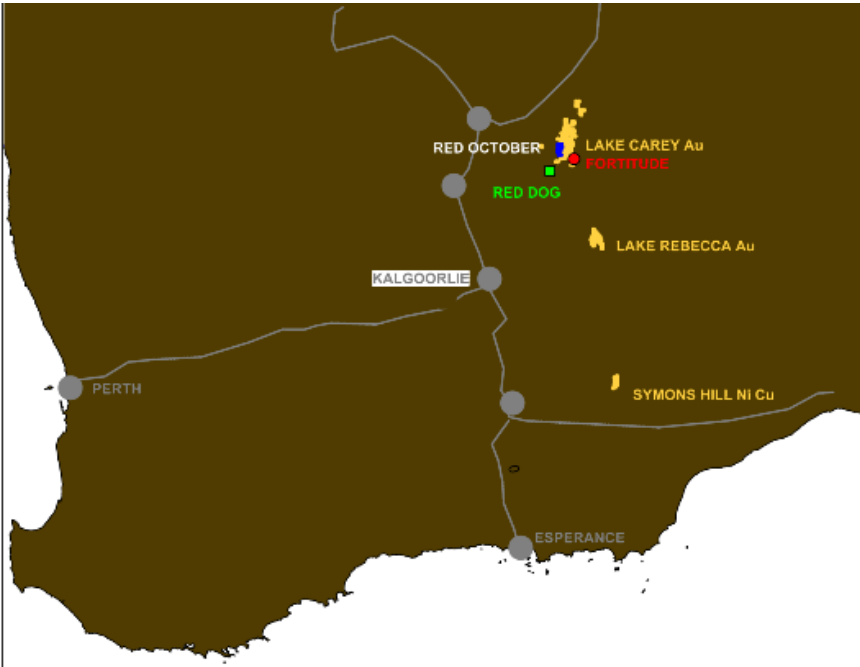 RED OCTOBER
LAKE CAREY Au
FORTITUDE
RED DOG
LAKE REBECCA Au
KALGOORLIE
PERTH
SYMONS HILL Ni Cu
ESPERANCE